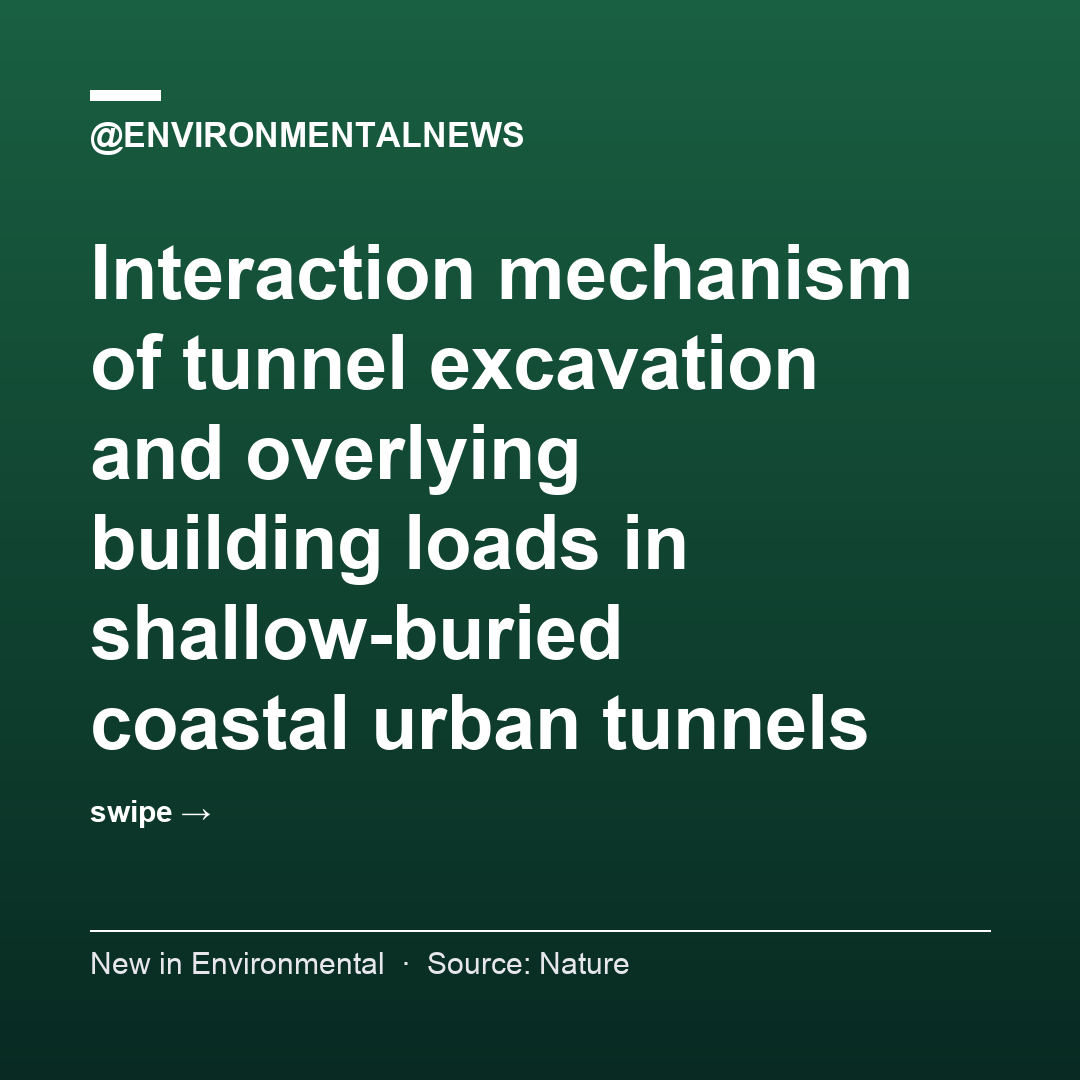 @ENVIRONMENTALNEWS
Interaction mechanism
of tunnel excavation
and overlying
building loads in
shallow-buried
coastal urban tunnels
swipe →
New in Environmental · Source: Nature